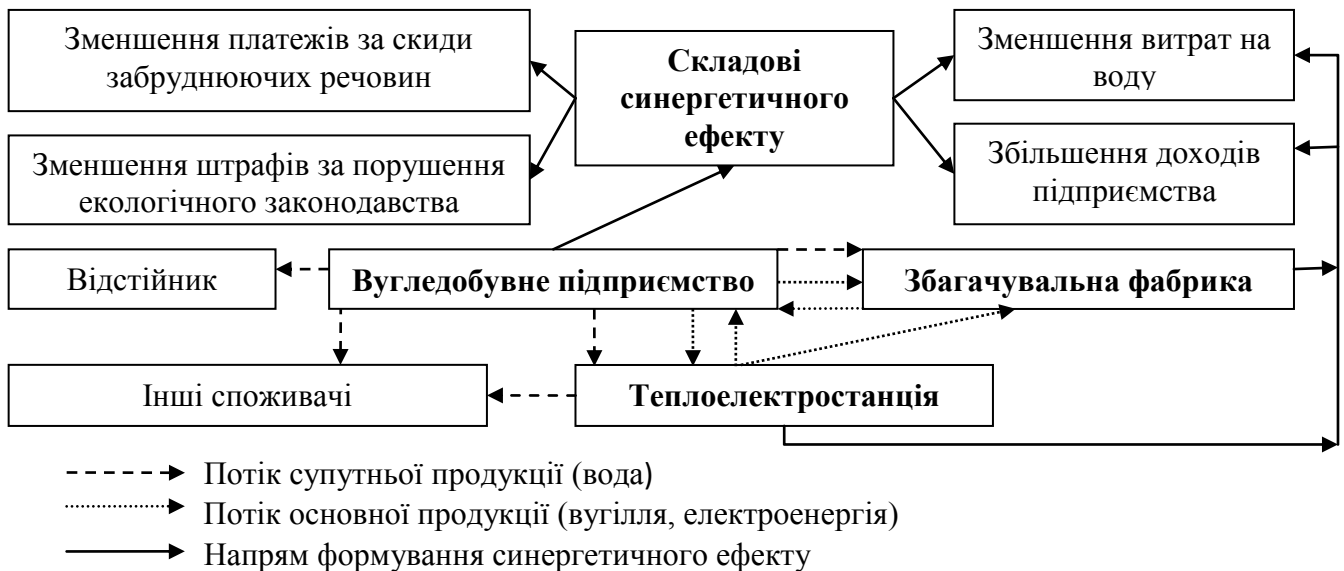 Зменшення платежів за скиди
забруднюючих речовин
Складові
синергетичного
ефекту
Зменшення витрат на
воду
Зменшення штрафів за порушення
екологічного законодавства
Збільшення доходів
підприємства
Відстійник
Вугледобувне підприємство
Збагачувальна фабрика
Інші споживачі
Теплоелектростанція
Потік супутньої продукції (вода)
Потік основної продукції (вугілля, електроенергія)
Напрям формування синергетичного ефекту